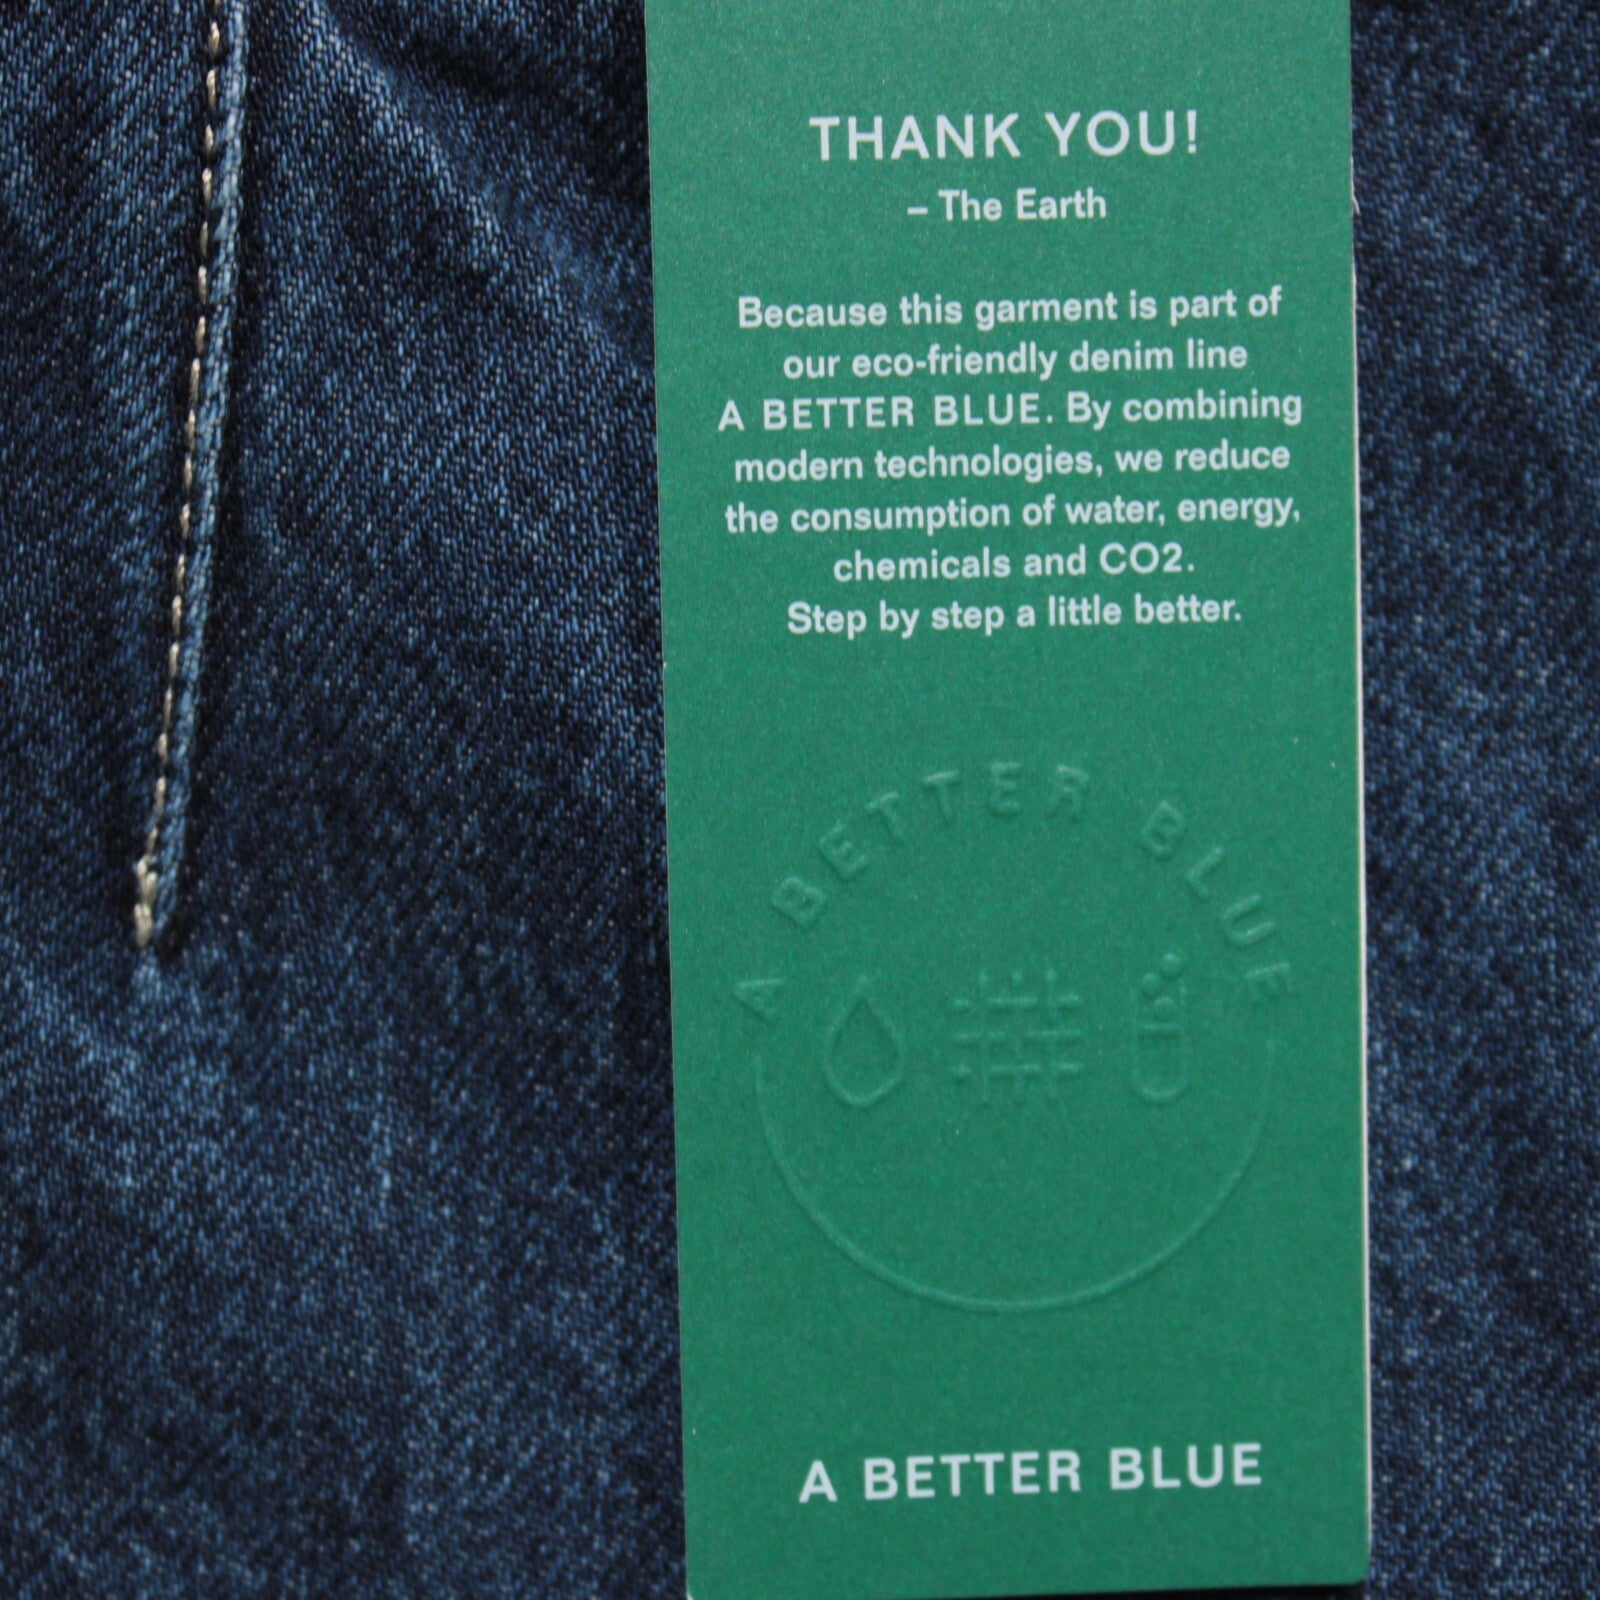 THANK YOU!
– The Earth
Because this garment is part of
our eco-friendly denim line
A BETTER BLUE. By combining
modern technologies, we reduce
the consumption of water, energy,
chemicals and CO2.
Step by step a little better.
A BETTER BLUE
A BETTER BLUE